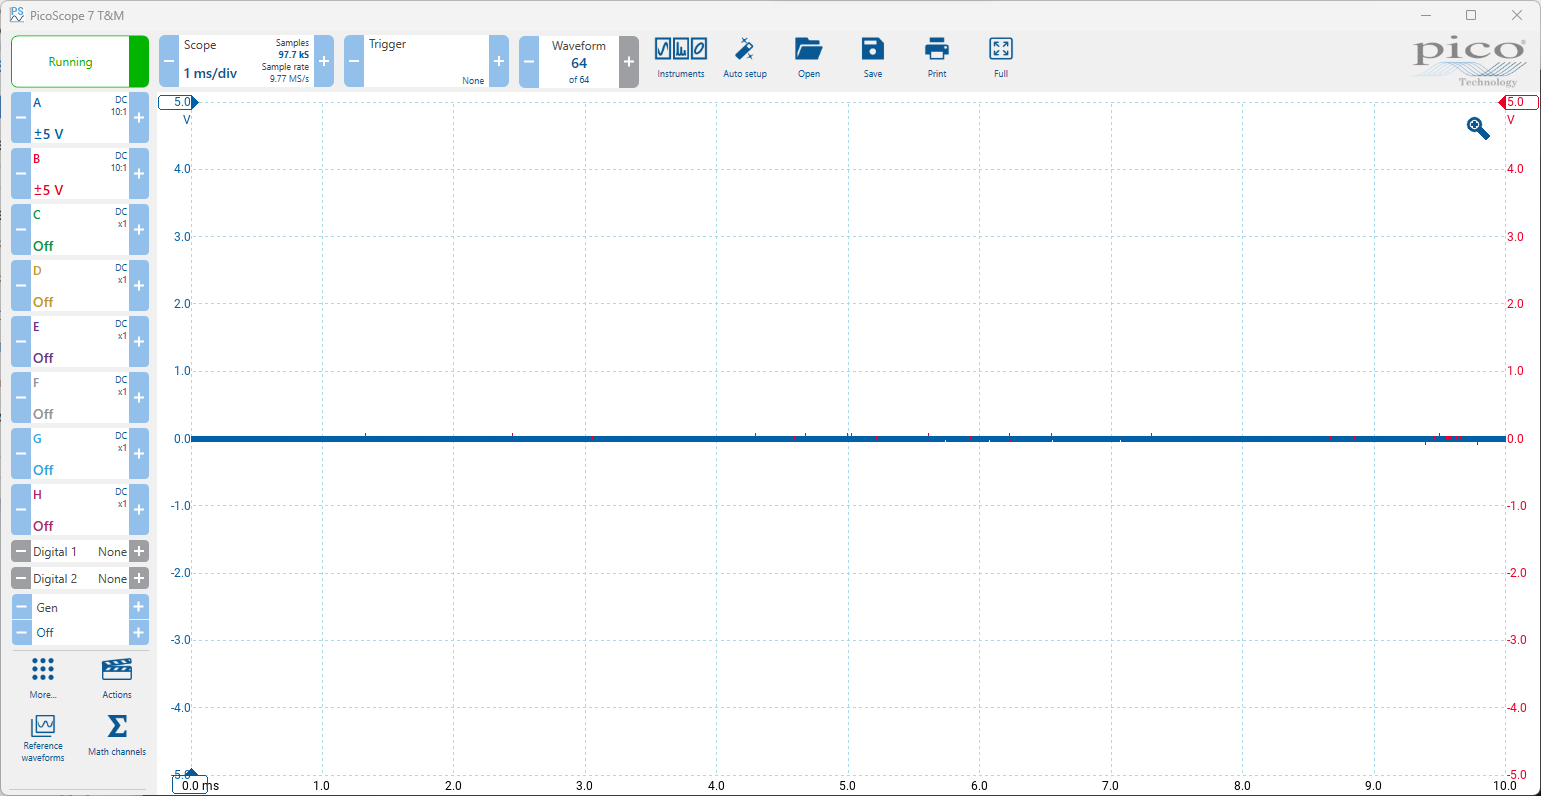 PicoScope 7 T&M
Running
Scope
1 ms/div
Samples
97.7 kS
Sample rate
9.77 MS/s
Trigger
None
Waveform
64
of 64
Instruments
Auto setup
Open
Save
Print
Full
pico
Technology
A
DC
10:1
±5 V
B
DC
10:1
±5 V
C
DC
x1
Off
D
DC
x1
Off
E
DC
x1
Off
F
DC
x1
Off
G
DC
x1
Off
H
DC
x1
Off
Digital 1 None
Digital 2 None
Gen
Off
More...
Actions
Reference
waveforms
Math channels
5.0
V
4.0
3.0
2.0
1.0
0.0
-1.0
-2.0
-3.0
-4.0
-5.0
5.0
V
4.0
3.0
2.0
1.0
0.0
-1.0
-2.0
-3.0
-4.0
-5.0
0.0 ms 1.0 2.0 3.0 4.0 5.0 6.0 7.0 8.0 9.0 10.0